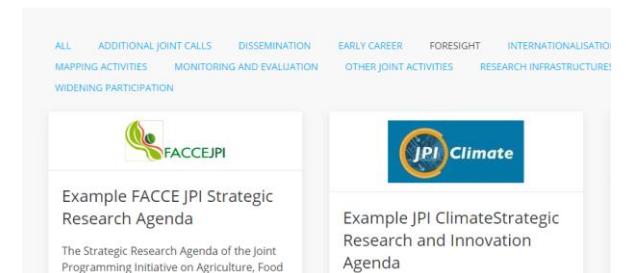 ALL ADDITIONAL JOINT CALLS DISSEMINATION EARLY CAREER FORESIGHT INTERNATIONALISATIO
MAPPING ACTIVITIES MONITORING AND EVALUATION OTHER JOINT ACTIVITIES RESEARCH INFRASTRUCTURES
WIDENING PARTICIPATION
FACCEJPI
Example FACCE JPI Strategic
Research Agenda
The Strategic Research Agenda of the Joint
Programming Initiative on Agriculture, Food
JPI Climate
Example JPI ClimateStrategic
Research and Innovation
Agenda